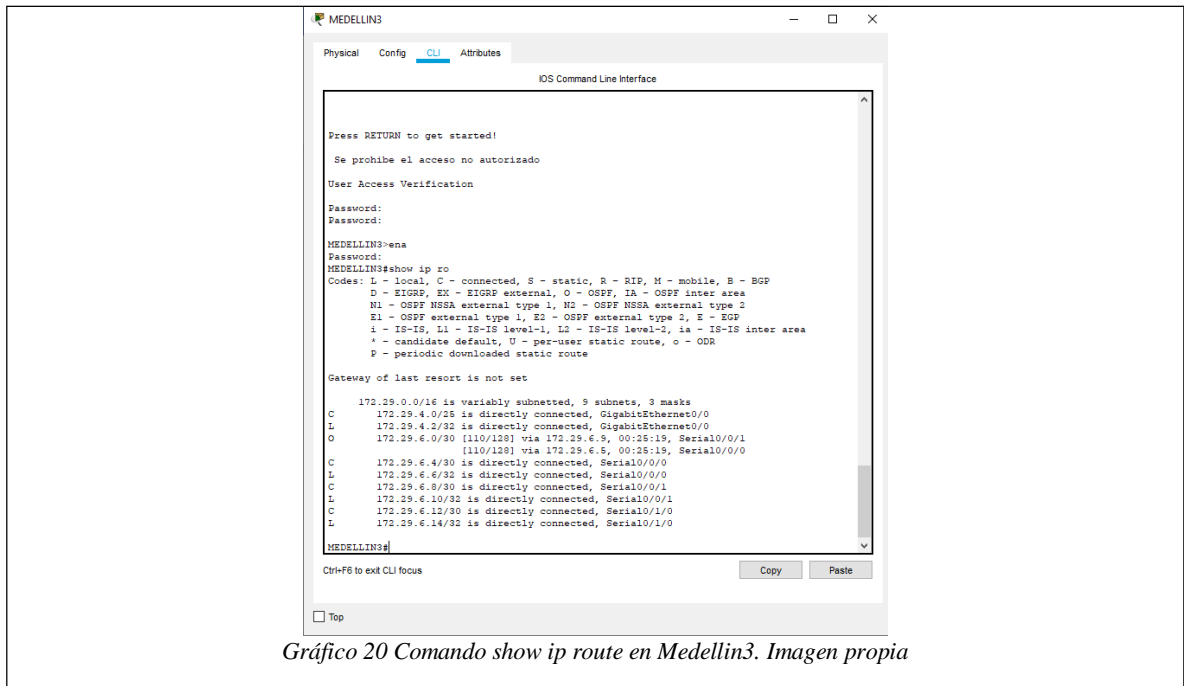 MEDELLIN3
Physical Config CLI Attributes
IOS Command Line Interface
Press RETURN to get started!
Se prohibe el acceso no autorizado
User Access Verification
Password:
Password:
MEDELLIN3>ena
Password:
MEDELLIN3#show ip ro
Codes: L - local, C - connected, S - static, R - RIP, M - mobile, B - BGP
D - EIGRP, EX - EIGRP external, O - OSPF, IA - OSPF inter area
N1 - OSPF NSSA external type 1, N2 - OSPF NSSA external type 2
E1 - OSPF external type 1, E2 - OSPF external type 2, E - EGP
i - IS-IS, L1 - IS-IS level-1, L2 - IS-IS level-2, ia - IS-IS inter area
* - candidate default, U - per-user static route, o - ODR
P - periodic downloaded static route
Gateway of last resort is not set
172.29.0.0/16 is variably subnetted, 9 subnets, 3 masks
C 172.29.4.0/25 is directly connected, GigabitEthernet0/0
L 172.29.4.2/32 is directly connected, GigabitEthernet0/0
O 172.29.6.0/30 [110/128] via 172.29.6.9, 00:25:19, Serial0/0/1
[110/128] via 172.29.6.5, 00:25:19, Serial0/0/0
C 172.29.6.4/30 is directly connected, Serial0/0/0
L 172.29.6.6/32 is directly connected, Serial0/0/0
C 172.29.6.8/30 is directly connected, Serial0/0/1
L 172.29.6.10/32 is directly connected, Serial0/0/1
C 172.29.6.12/30 is directly connected, Serial0/1/0
L 172.29.6.14/32 is directly connected, Serial0/1/0
MEDELLIN3#
Ctrl+F6 to exit CLI focus
Copy Paste
Top
Gráfico 20 Comando show ip route en Medellin3. Imagen propia